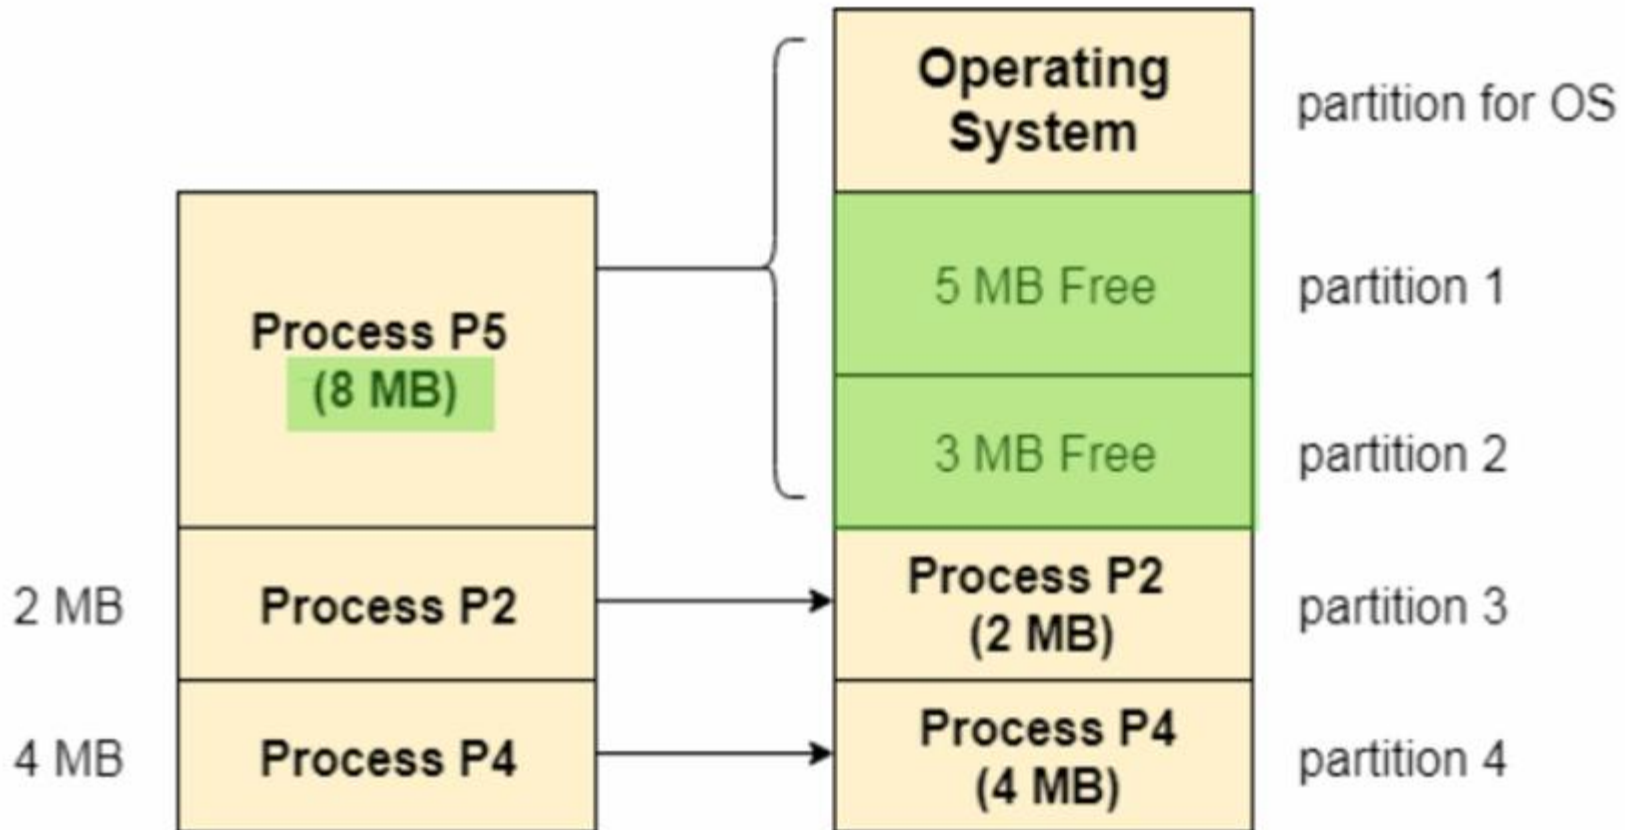 Operating
System
partition for OS
5 MB Free
partition 1
Process P5
(8 MB)
3 MB Free
partition 2
2 MB
Process P2
Process P2
(2 MB)
partition 3
4 MB
Process P4
Process P4
(4 MB)
partition 4